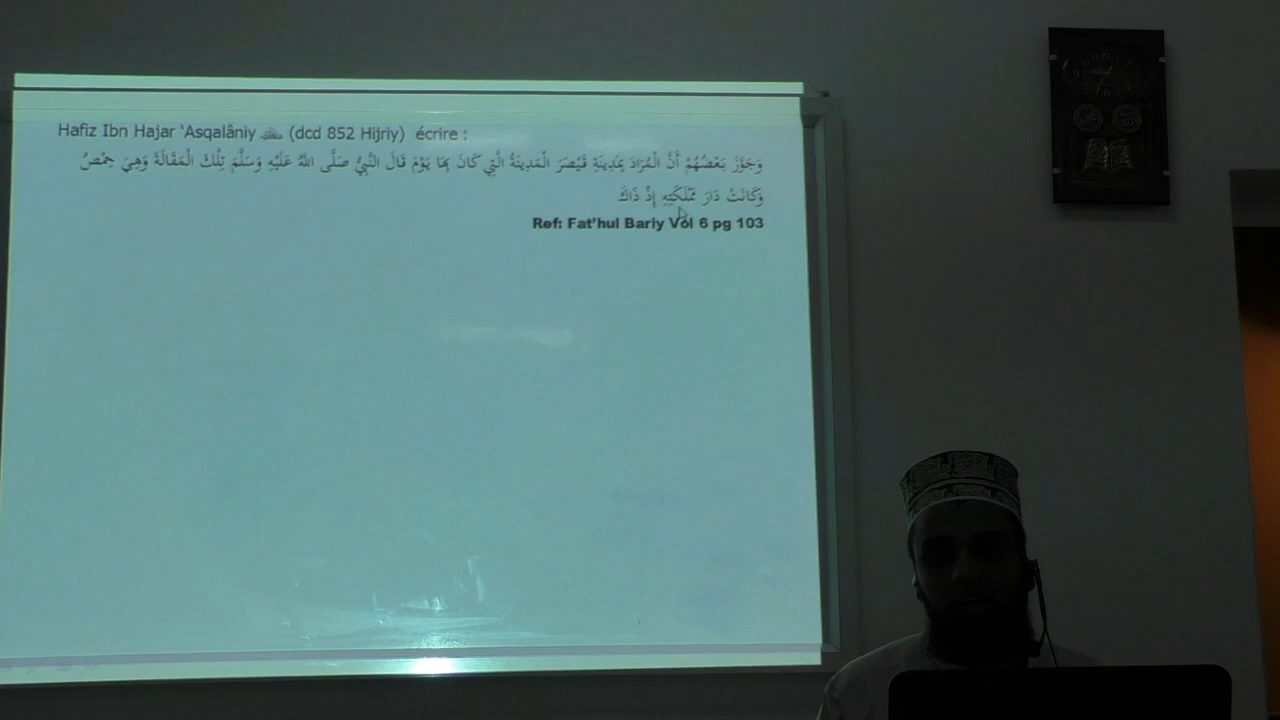 Hafiz Ibn Hajar ‘Asqalâniy (dcd 852 Hijriy) écrire :
وَجَوَّزَ بَعْضُهُمْ أَنَّ الْمُرَادَ بِمَدِينَةِ قَيْصَرَ الْمَدِينَةُ الَّتِي كَانَ بِهَا يَوْمَ قَالَ النَّبِيُّ صَلَّى اللهُ عَلَيْهِ وَسَلَّمَ تِلْكَ الْمَقَالَةَ وَهِيَ حِمْصُ
وَكَانَتْ دَارَ مَمْلَكَتِهِ إِذْ ذَاكَ
Ref: Fat’hul Bariy Vol 6 pg 103